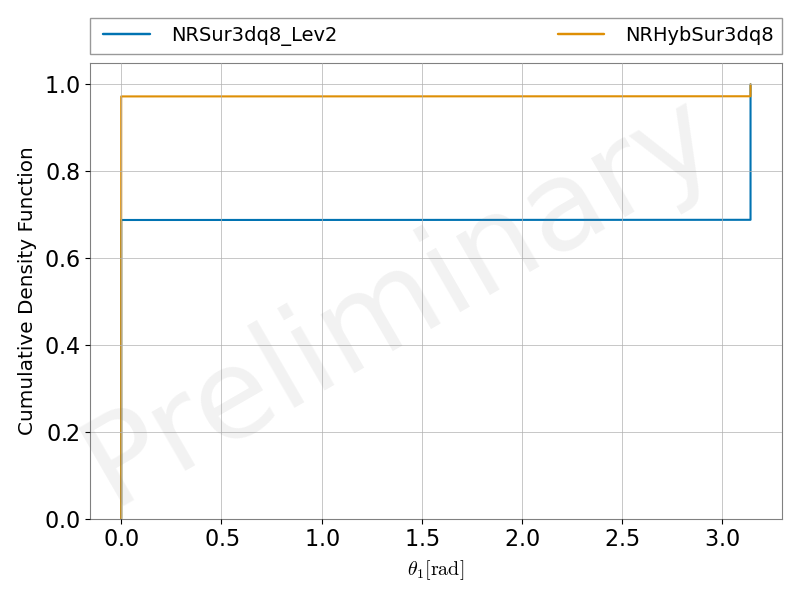 NRSur3dq8_Lev2 NRHybSur3dq8
Cumulative Density Function
1.0
0.8
0.6
0.4
0.2
0.0
Preliminary
0.0 0.5 1.0 1.5 2.0 2.5 3.0
θ₁[rad]